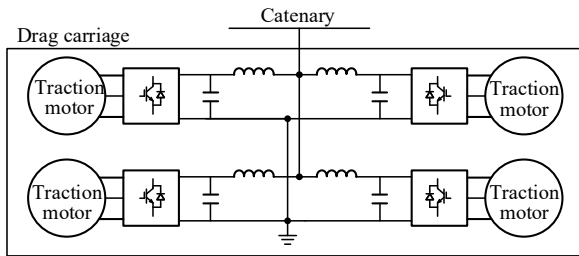 Catenary
Drag carriage
Traction
motor
Traction
motor
Traction
motor
Traction
motor